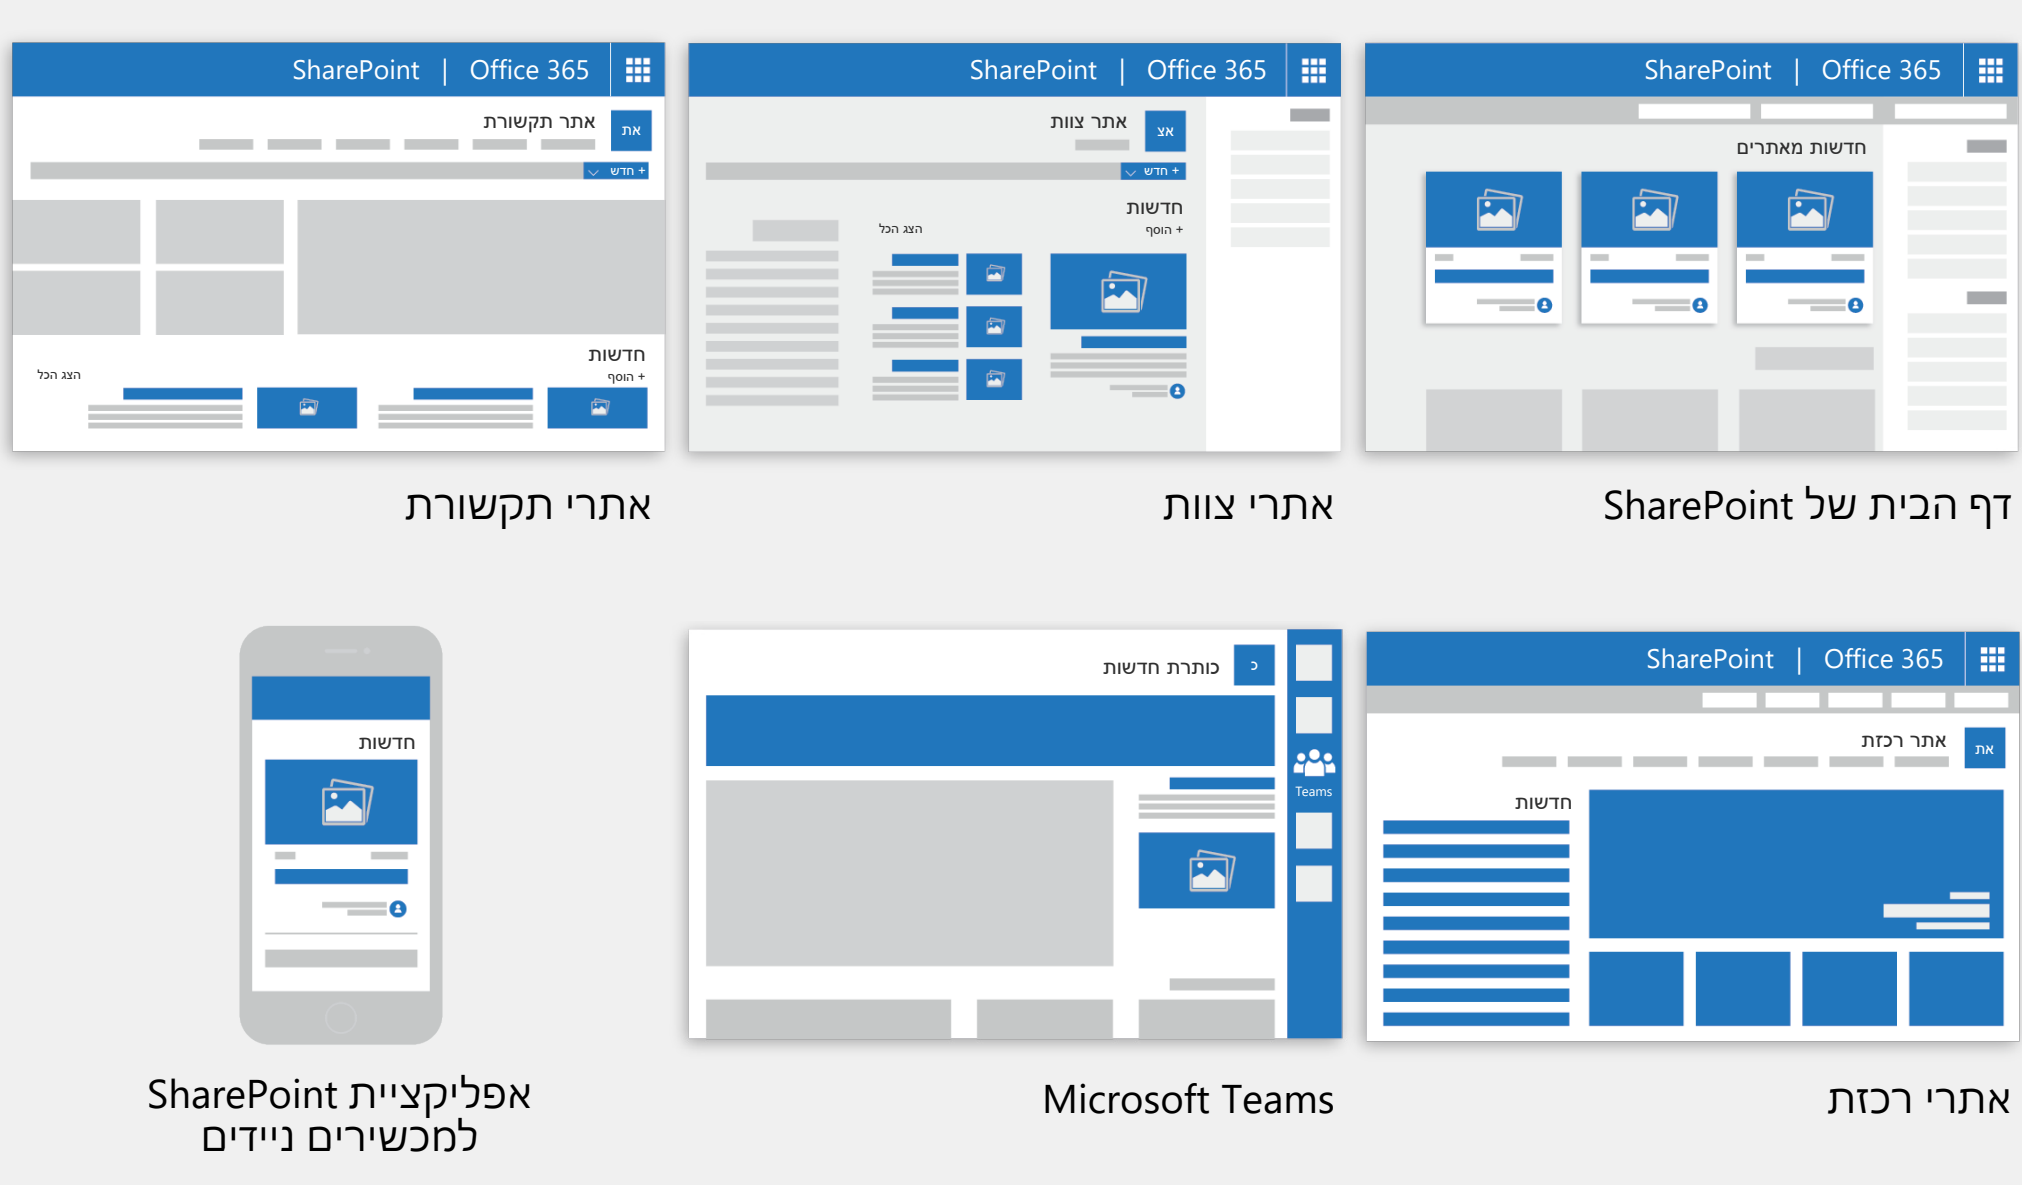 SharePoint | Office 365
חדשות מאתרים
דף הבית של SharePoint
SharePoint | Office 365
אצ
אתר צוות
+ חדש
חדשות
+ הוסף
הצג הכל
אתרי צוות
SharePoint | Office 365
את
אתר תקשורת
+ חדש
חדשות
+ הוסף
הצג הכל
אתרי תקשורת
SharePoint | Office 365
את
אתר רכזת
חדשות
אתרי רכזת
Teams
כ
כותרת חדשות
Microsoft Teams
חדשות
אפליקציית SharePoint
למכשירים ניידים